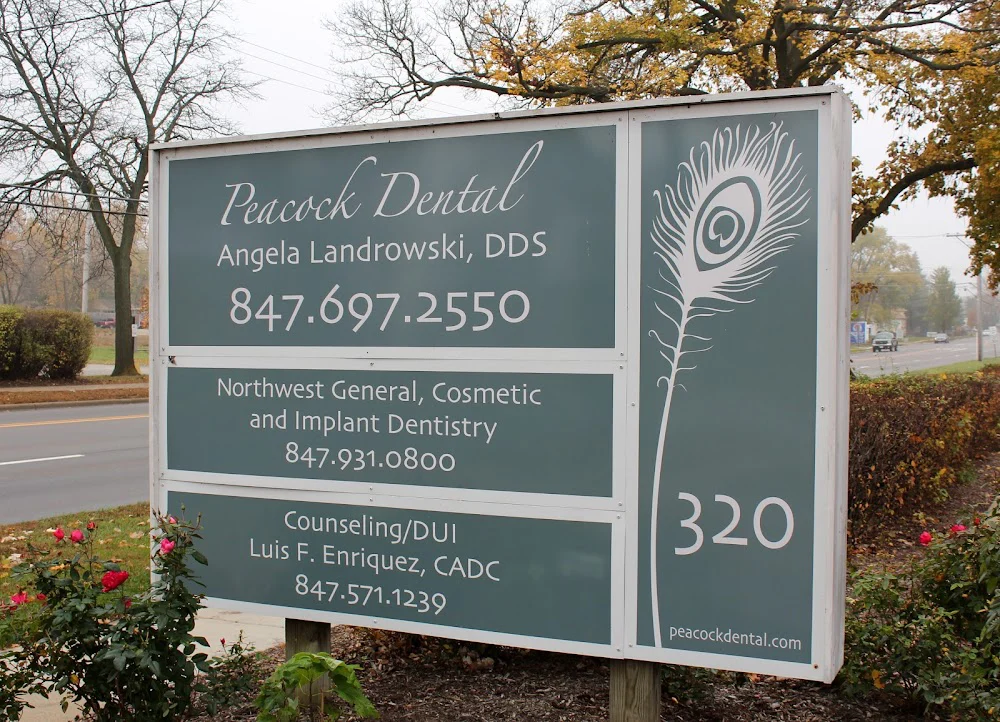 Peacock Dental
Angela Landrowski, DDS
847.697.2550
Northwest General, Cosmetic
and Implant Dentistry
847.931.0800
Counseling/DUI
Luis F. Enriquez, CADC
847.571.1239
320
peacockdental.com